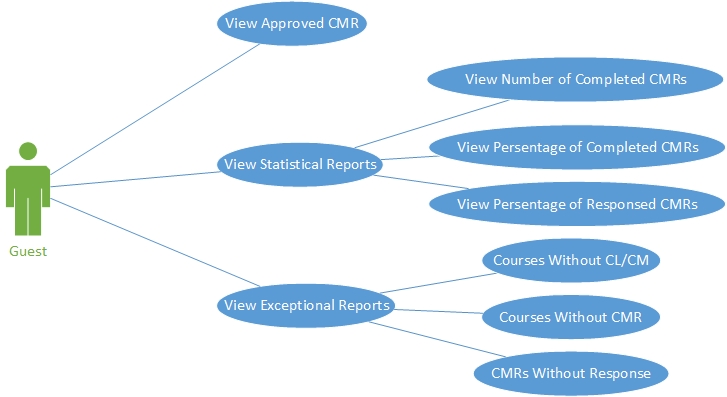 View Approved CMR
View Number of Completed CMRs
View Persentage of Completed CMRs
View Statistical Reports
View Persentage of Responsed CMRs
Guest
Courses Without CL/CM
View Exceptional Reports
Courses Without CMR
CMRs Without Response